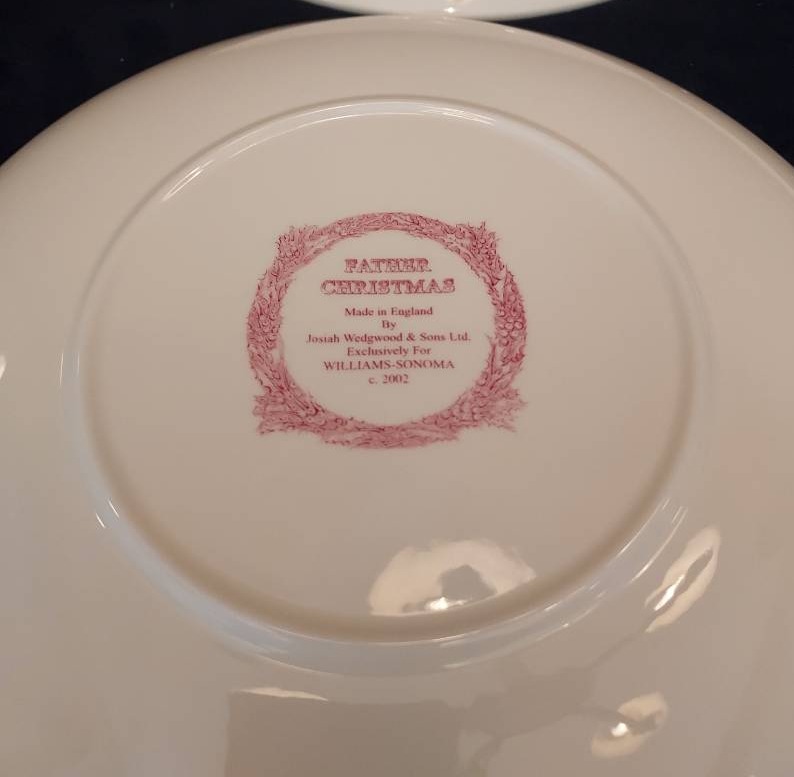 FATHER
CHRISTMAS
Made in England
By
Josiah Wedgwood & Sons Ltd.
Exclusively For
WILLIAMS-SONOMA
c. 2002